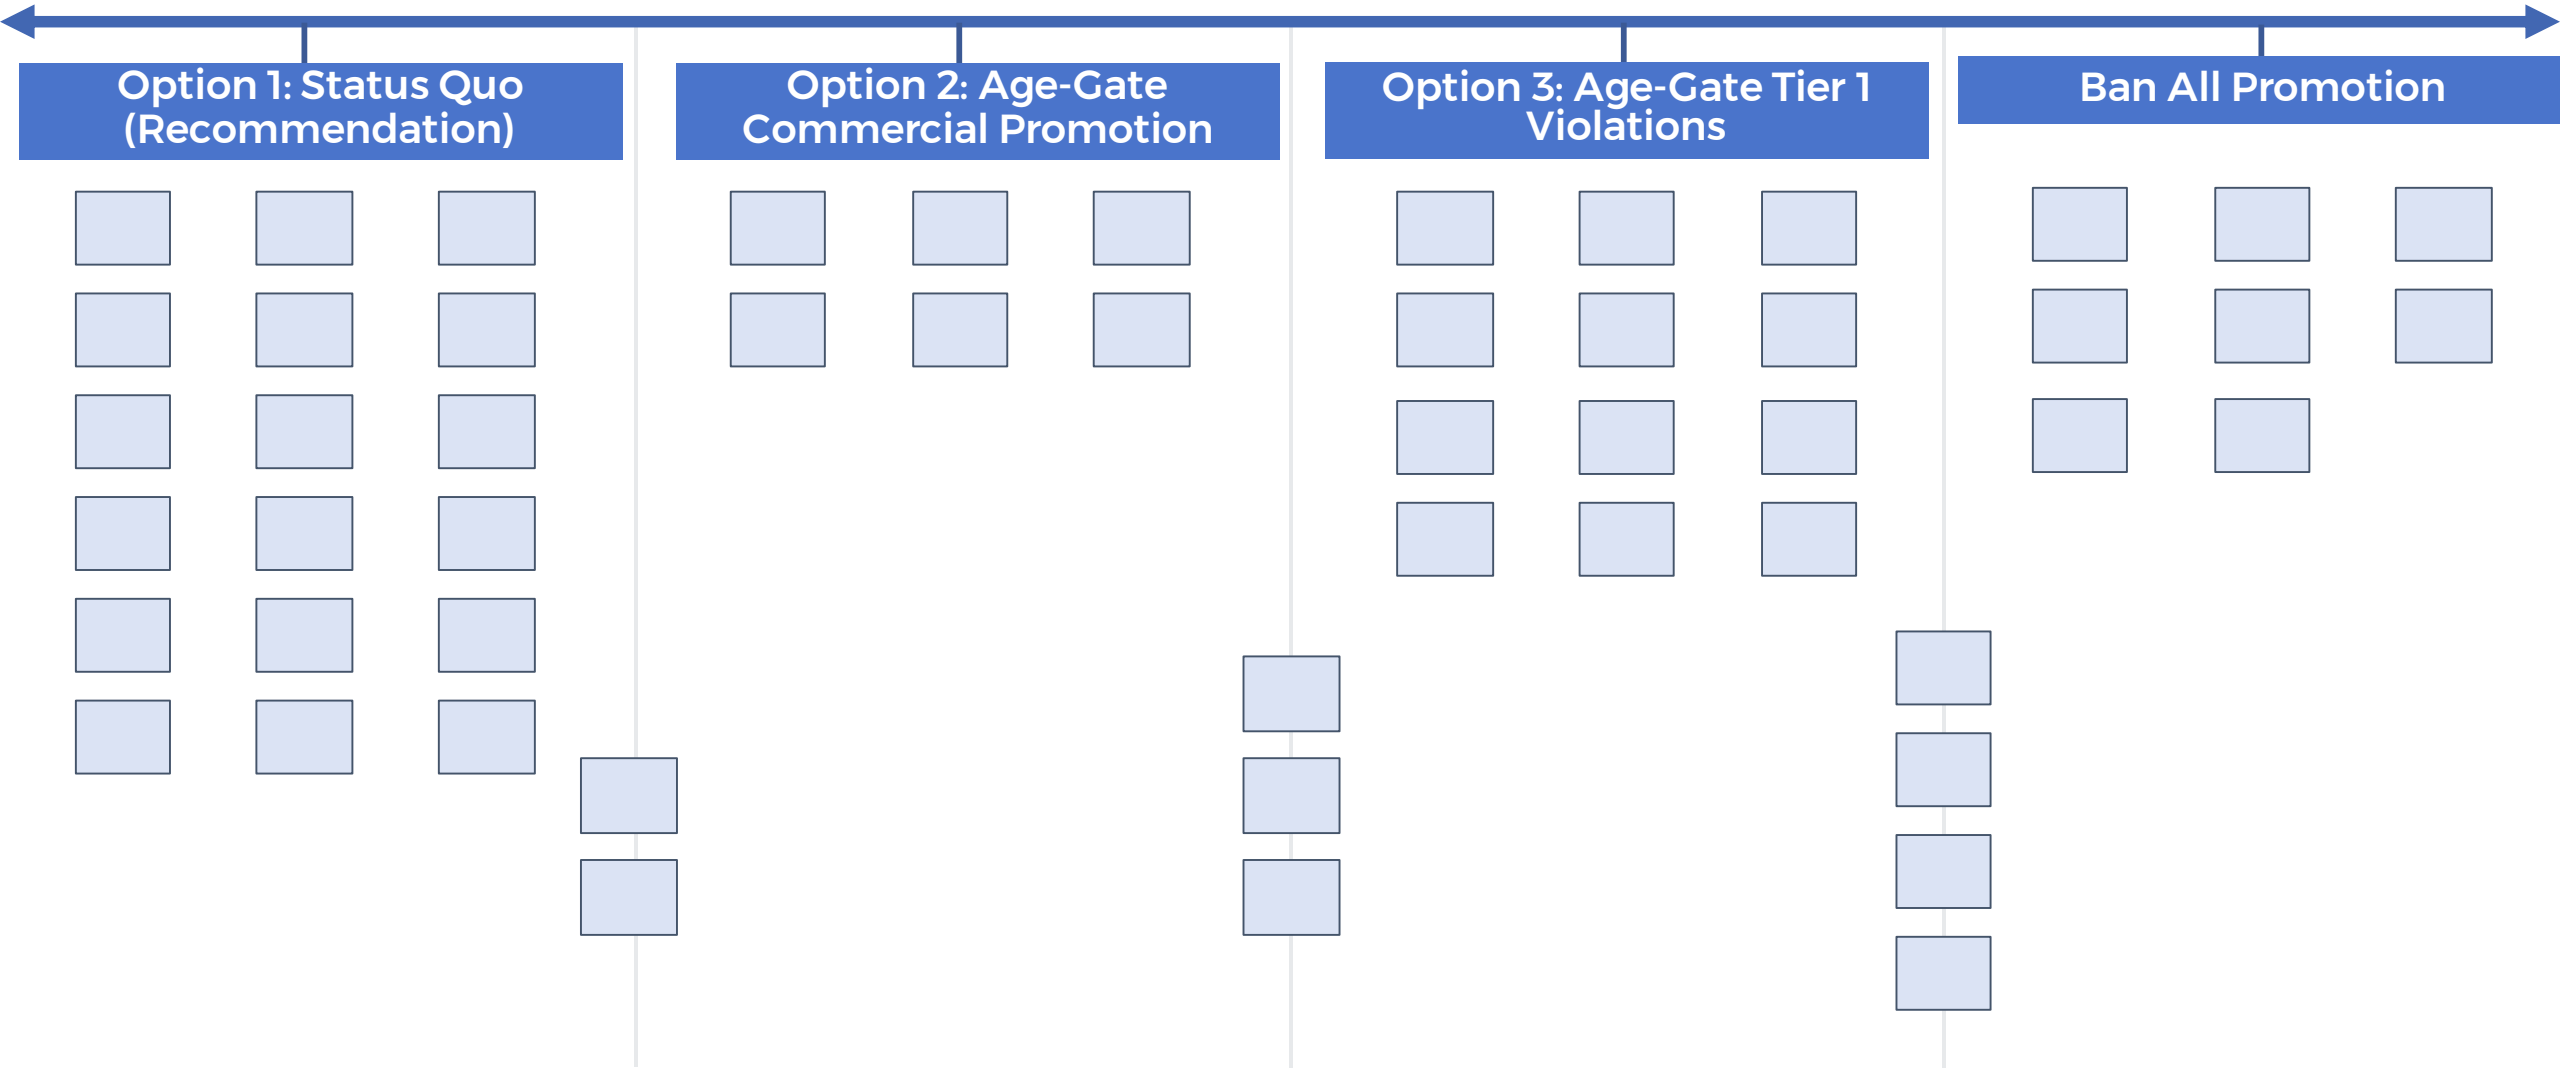 Option 1: Status Quo
(Recommendation)
Option 2: Age-Gate
Commercial Promotion
Option 3: Age-Gate Tier 1
Violations
Ban All Promotion